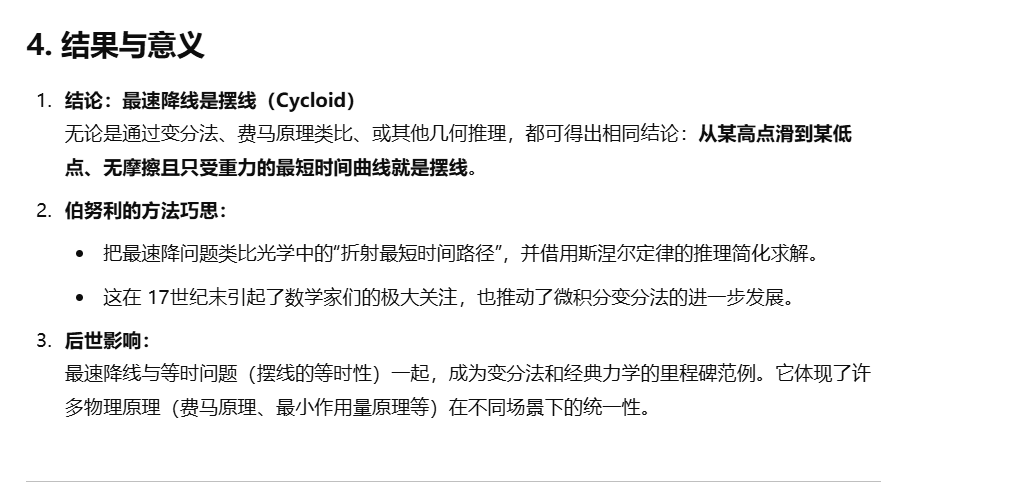 4. 结果与意义
1. 结论：最速降线是摆线（Cycloid）
无论是通过变分法、费马原理类比、或其他几何推理，都可得出相同结论：从某高点滑到某低
点、无摩擦且只受重力的最短时间曲线就是摆线。
2. 伯努利的方法巧思：
• 把最速降问题类比光学中的“折射最短时间路径”，并借用斯涅尔定律的推理简化求解。
• 这在 17世纪末引起了数学家们的极大关注，也推动了微积分变分法的进一步发展。
3. 后世影响：
最速降线与等时问题（摆线的等时性）一起，成为变分法和经典力学的里程碑范例。它体现了许
多物理原理（费马原理、最小作用量原理等）在不同场景下的统一性。